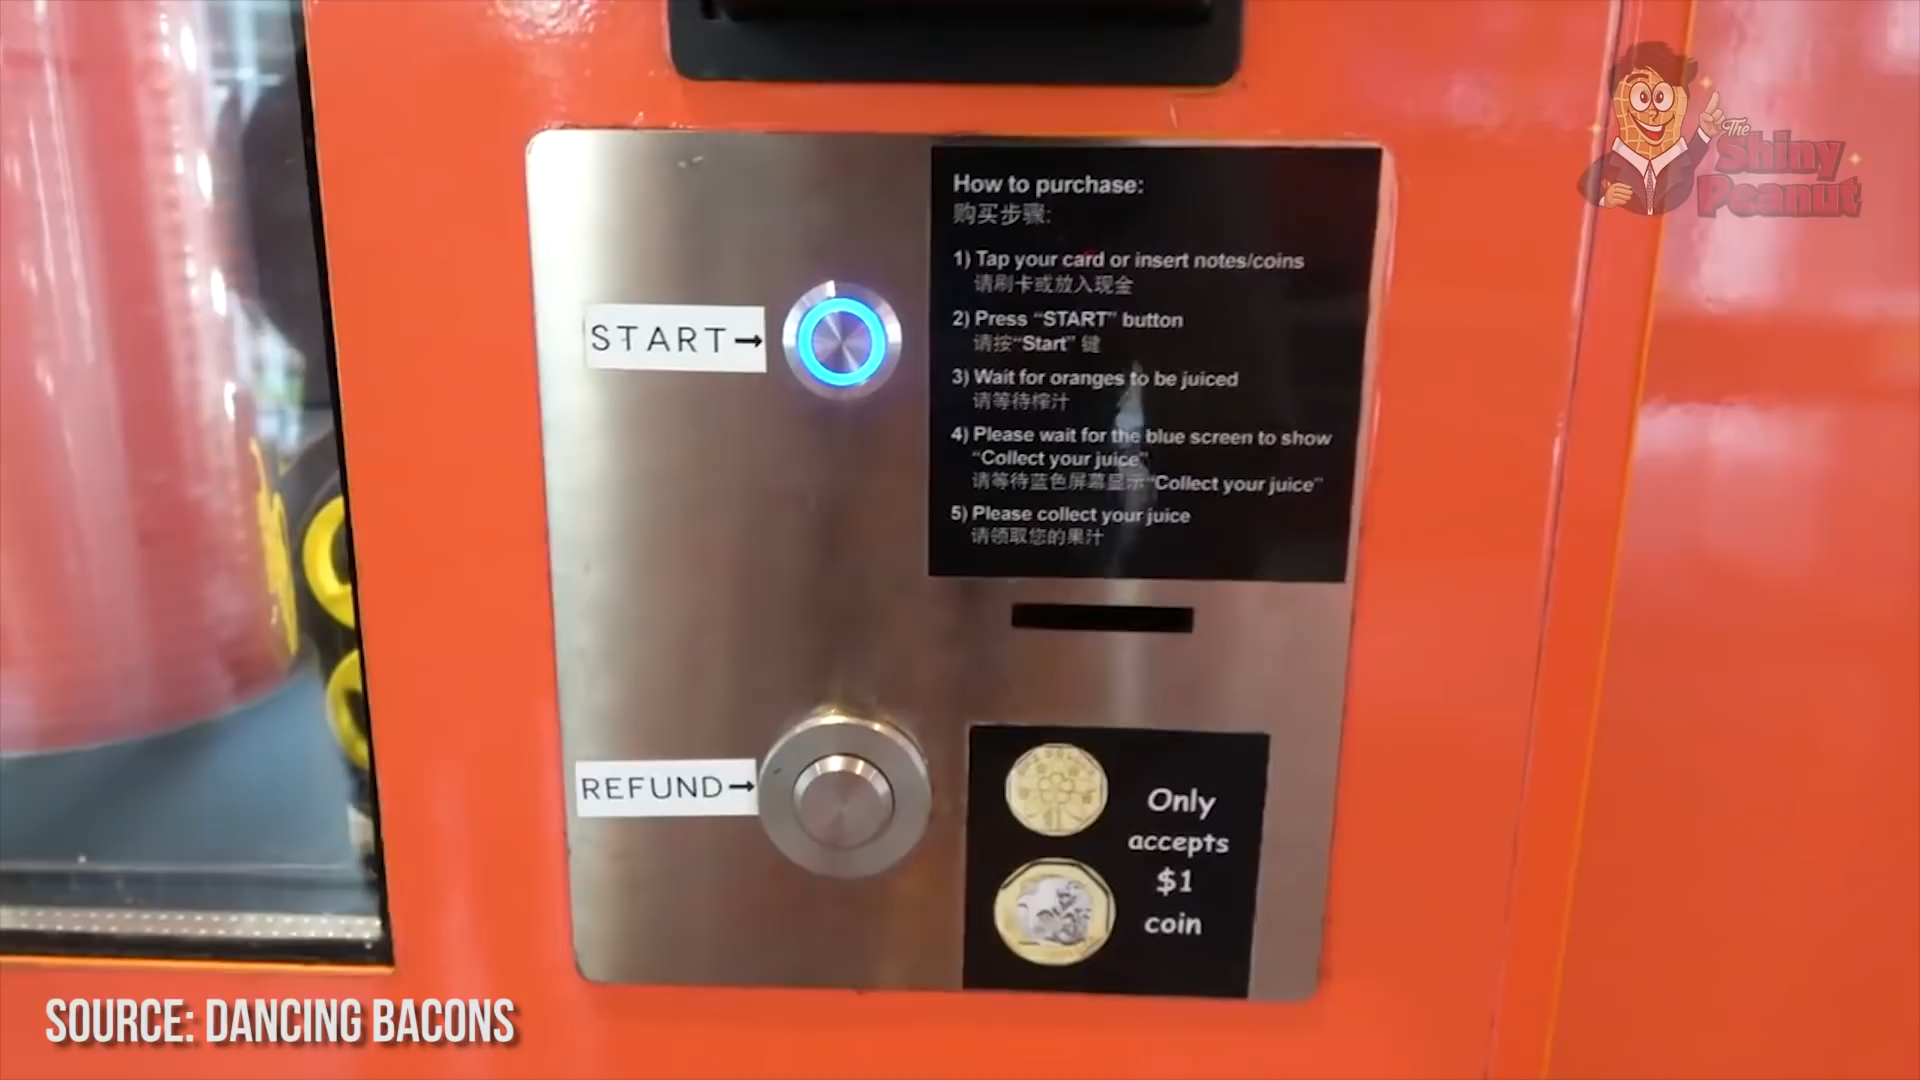 The
Shiny
Peanut
How to purchase:
购买步骤:
1) Tap your card or insert notes/coins
请刷卡或放入现金
2) Press “START” button
请按“Start” 键
3) Wait for oranges to be juiced
请等待榨汁
4) Please wait for the blue screen to show
“Collect your juice”
请等待蓝色屏幕显示“Collect your juice”
5) Please collect your juice
请领取您的果汁
START→
REFUND→
Only
accepts
$1
coin
SOURCE: DANCING BACONS